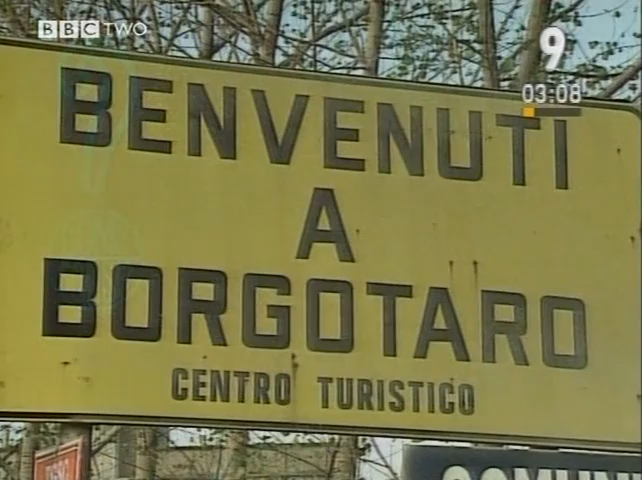 BBC TWO
9
03:08
BENVENUTI
A
BORGOTARO
CENTRO TURISTICO